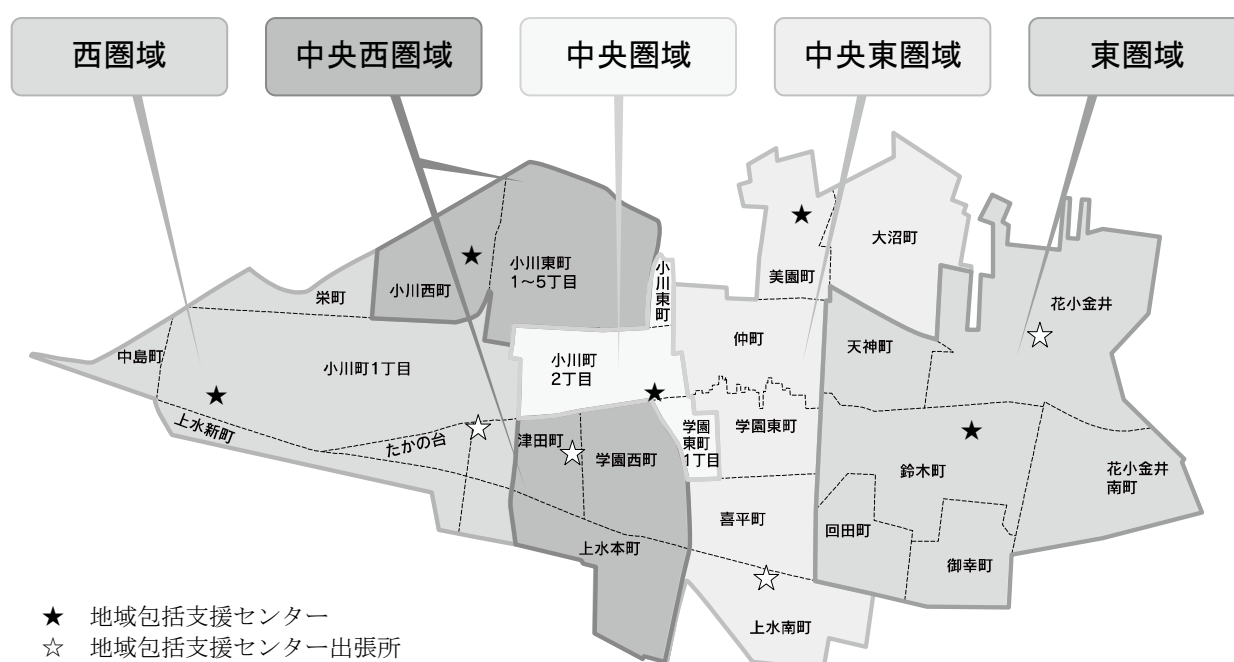 西圏域
中央西圏域
中央圏域
中央東圏域
東圏域
大沼町
美園町
小川東町
1〜5丁目
小川西町
小川東町
栄町
花小金井
仲町
天神町
中島町
小川町1丁目
小川町
2丁目
上水新町
たかの台
津田町
学園西町
学園
東町
1丁目
学園東町
鈴木町
花小金井
南町
喜平町
回田町
上水本町
御幸町
上水南町
★ 地域包括支援センター
☆ 地域包括支援センター出張所